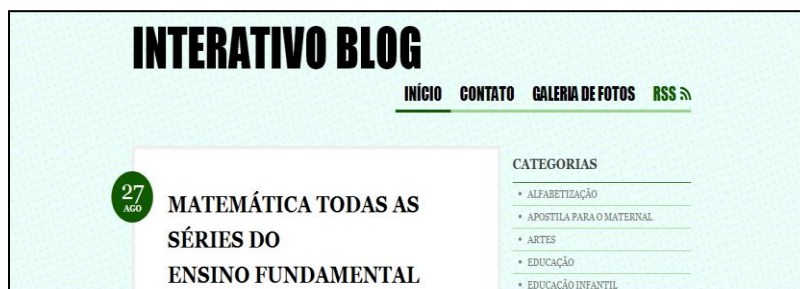 INTERATIVO BLOG
INÍCIO CONTATO GALERIA DE FOTOS RSS
27
AGO
MATEMÁTICA TODAS AS
SÉRIES DO
ENSINO FUNDAMENTAL
CATEGORIAS
• ALFABETIZAÇÃO
• APOSTILA PARA O MATERNAL
• ARTES
• EDUCAÇÃO
• EDUCAÇÃO INFANTIL